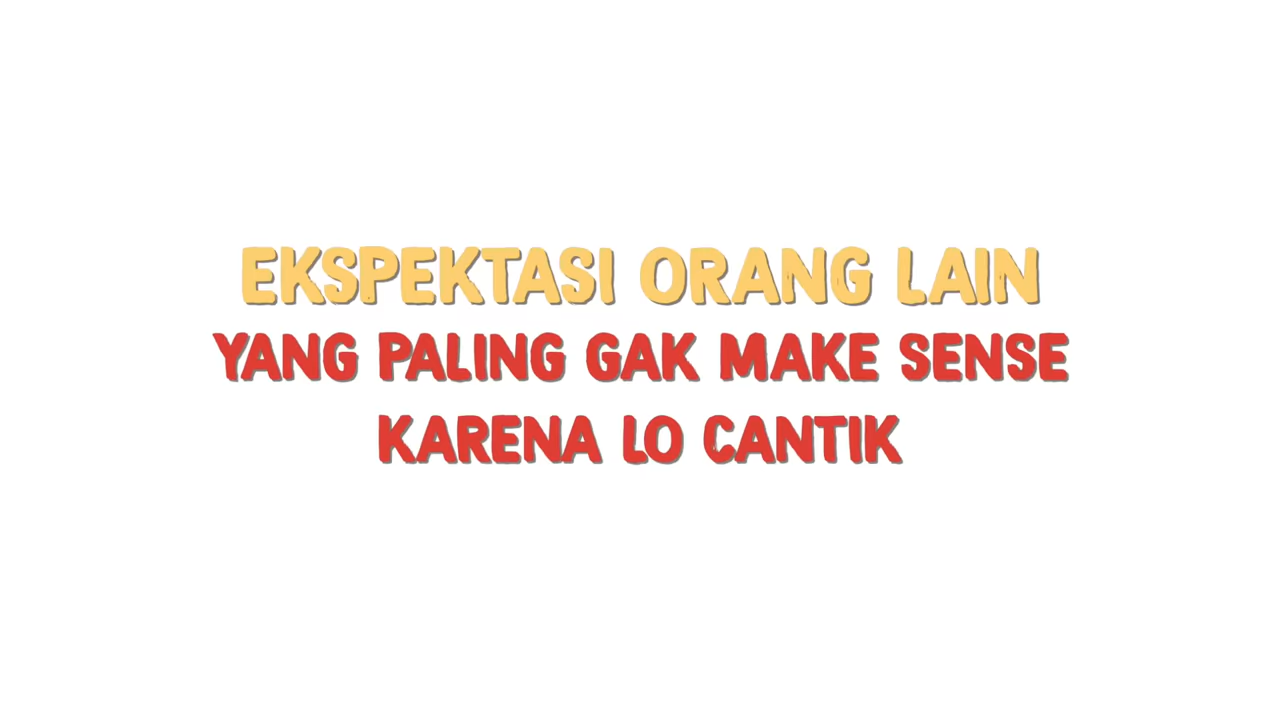 EKSPEKTASI ORANG LAIN
YANG PALING GAK MAKE SENSE
KARENA LO CANTIK